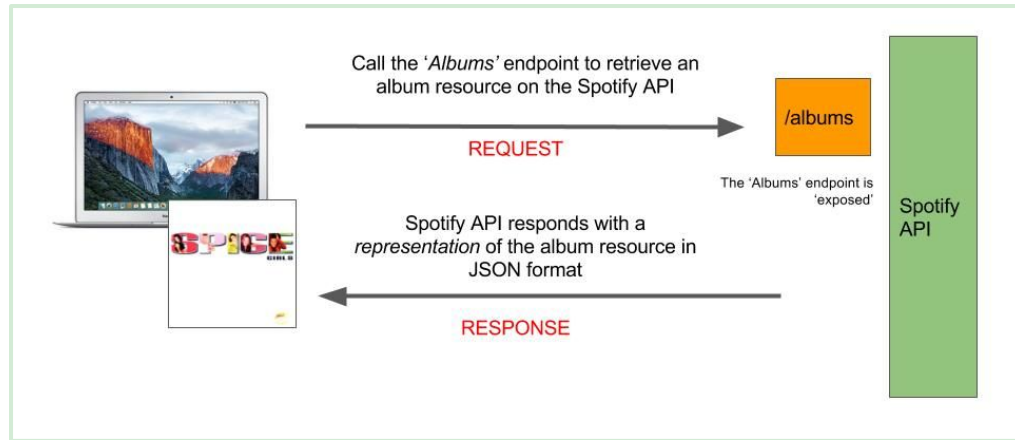 Call the ‘Albums’ endpoint to retrieve an
album resource on the Spotify API
REQUEST
/albums
The ‘Albums’ endpoint is
‘exposed’
Spotify
API
SPICE
GIRLS
Spotify API responds with a
representation of the album resource in
JSON format
RESPONSE